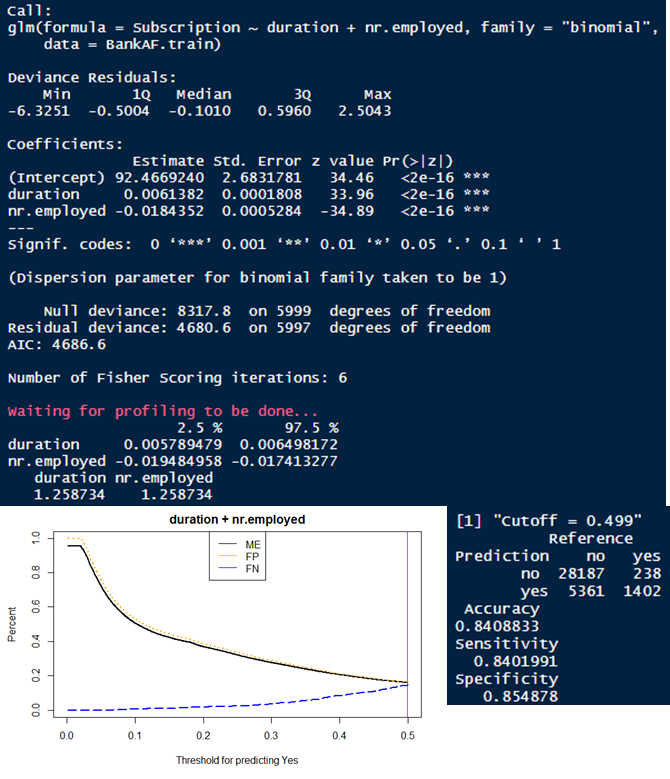 Call:
glm(formula = Subscription ~ duration + nr.employed, family = "binomial",
    data = BankAF.train)
Deviance Residuals:
    Min      1Q  Median      3Q     Max
-6.3251 -0.5004 -0.1010  0.5960  2.5043
Coefficients:
              Estimate Std. Error z value Pr(>|z|)
(Intercept) 92.4669240  2.6831781   34.46   <2e-16 ***
duration     0.0061382  0.0001808   33.96   <2e-16 ***
nr.employed -0.0184352  0.0005284  -34.89   <2e-16 ***
---
Signif. codes:  0 ‘***’ 0.001 ‘**’ 0.01 ‘*’ 0.05 ‘.’ 0.1 ‘ ’ 1
(Dispersion parameter for binomial family taken to be 1)
    Null deviance: 8317.8  on 5999  degrees of freedom
Residual deviance: 4680.6  on 5997  degrees of freedom
AIC: 4686.6
Number of Fisher Scoring iterations: 6
Waiting for profiling to be done...
                   2.5 %       97.5 %
duration     0.005789479  0.006498172
nr.employed -0.019484958 -0.017413277
   duration nr.employed
   1.258734    1.258734
duration + nr.employed
ME
FP
FN
Percent
1.0
0.8
0.6
0.4
0.2
0.0
0.0 0.1 0.2 0.3 0.4 0.5
Threshold for predicting Yes
[1] "Cutoff = 0.499"
          Reference
Prediction    no   yes
       no  28187   238
       yes  5361  1402
 Accuracy
0.8408833
Sensitivity
  0.8401991
Specificity
   0.854878